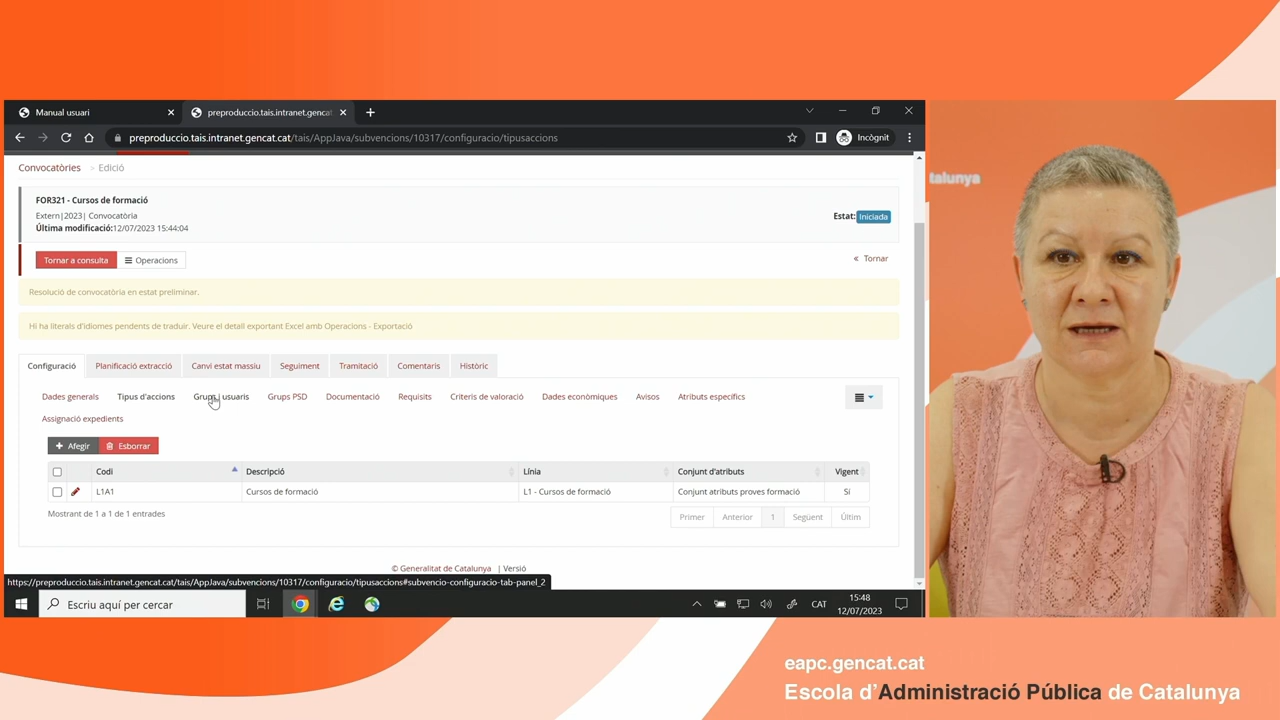 Manual usuari
preproduccio.tais.intranet.gencat
preproduccio.tais.intranet.gencat.cat/tais/AppJava/subvencions/10317/configuracio/tipusaccions
Incògnit
Convocatòries > Edició
FOR321 - Cursos de formació
Extern|2023| Convocatòria
Estat: Iniciada
Última modificació:12/07/2023 15:44:04
Tornar a consulta
Operacions
« Tornar
Resolució de convocatòria en estat preliminar.
Hi ha literals d'idiomes pendents de traduir. Veure el detall exportant Excel amb Operacions - Exportació
Configuració Planificació extracció Canvi estat massiu Seguiment Tramitació Comentaris Històric
Dades generals Tipus d'accions Grups i usuaris Grups PSD Documentació Requisits Criteris de valoració Dades econòmiques Avisos Atributs específics
Assignació expedients
+ Afegir Esborrar
Codi Descripció Línia Conjunt d'atributs Vigent
L1A1 Cursos de formació L1 - Cursos de formació Conjunt atributs proves formació Sí
Mostrant de 1 a 1 de 1 entrades
Primer Anterior 1 Següent Últim
© Generalitat de Catalunya | Versió
https://preproduccio.tais.intranet.gencat.cat/tais/AppJava/subvencions/10317/configuracio/tipusaccions#subvencio-configuracio-tab-panel_2
Escriu aquí per cercar
CAT
15:48
12/07/2023
talunya
eapc.gencat.cat
Escola d'Administració Pública de Catalunya